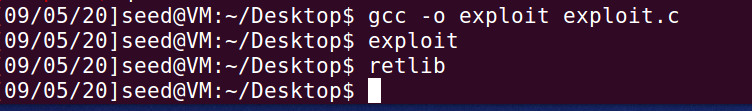 [09/05/20]seed@VM:~/Desktop$ gcc -o exploit exploit.c
[09/05/20]seed@VM:~/Desktop$ exploit
[09/05/20]seed@VM:~/Desktop$ retlib
[09/05/20]seed@VM:~/Desktop$